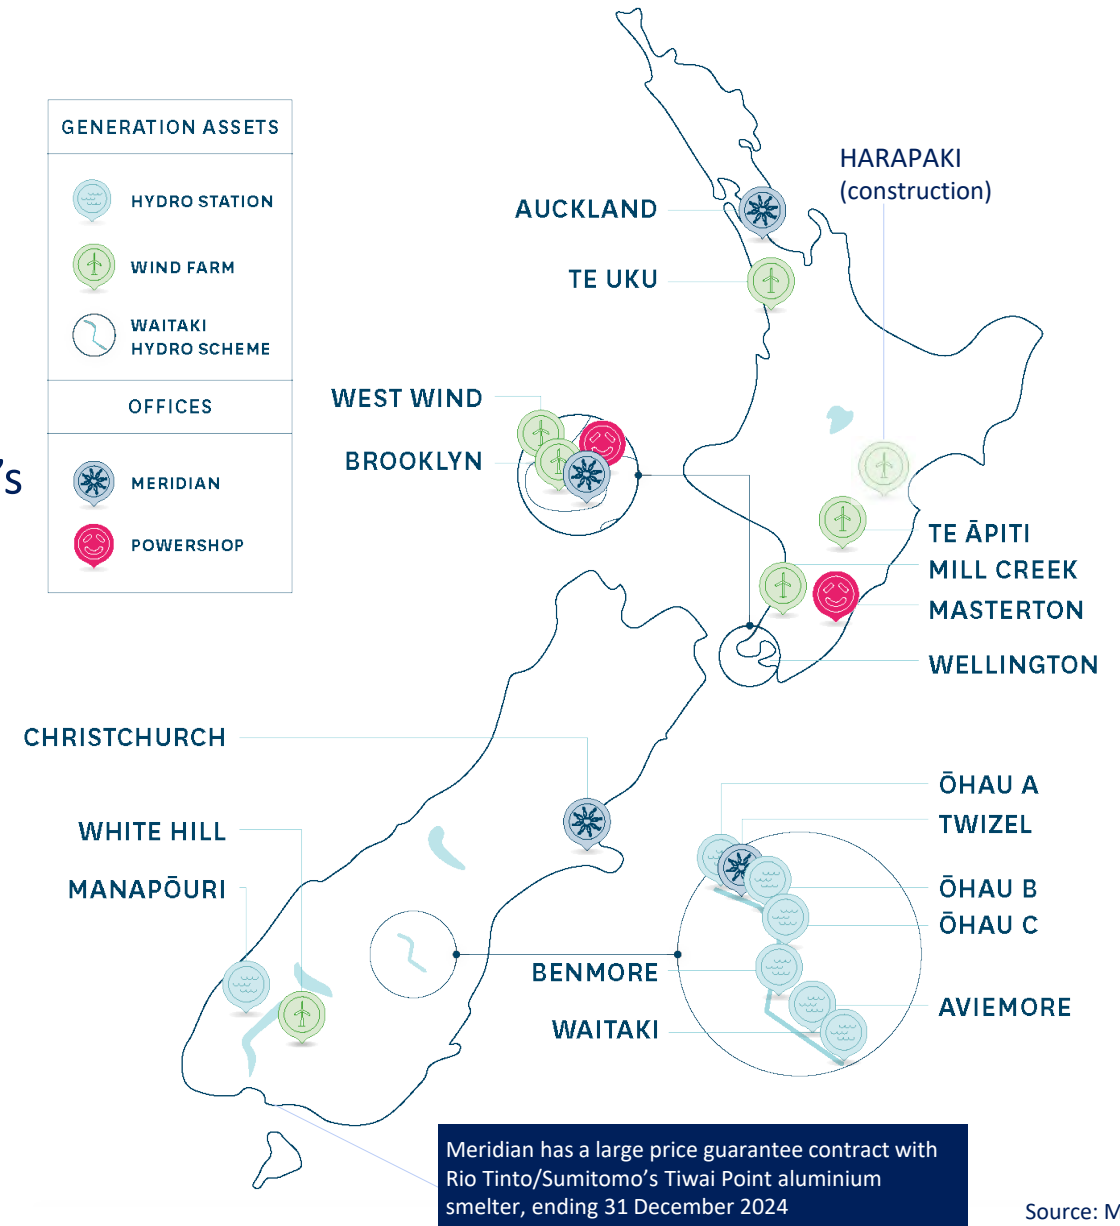 GENERATION ASSETS
HYDRO STATION
WIND FARM
WAITAKI
HYDRO SCHEME
OFFICES
MERIDIAN
POWERSHOP
's
HARAPAKI
(construction)
AUCKLAND
TE UKU
WEST WIND
BROOKLYN
TE ĀPITI
MILL CREEK
MASTERTON
WELLINGTON
CHRISTCHURCH
WHITE HILL
MANAPŌURI
ŌHAU A
TWIZEL
ŌHAU B
ŌHAU C
BENMORE
AVIEMORE
WAITAKI
Meridian has a large price guarantee contract with
Rio Tinto/Sumitomo's Tiwai Point aluminium
smelter, ending 31 December 2024
Source: M